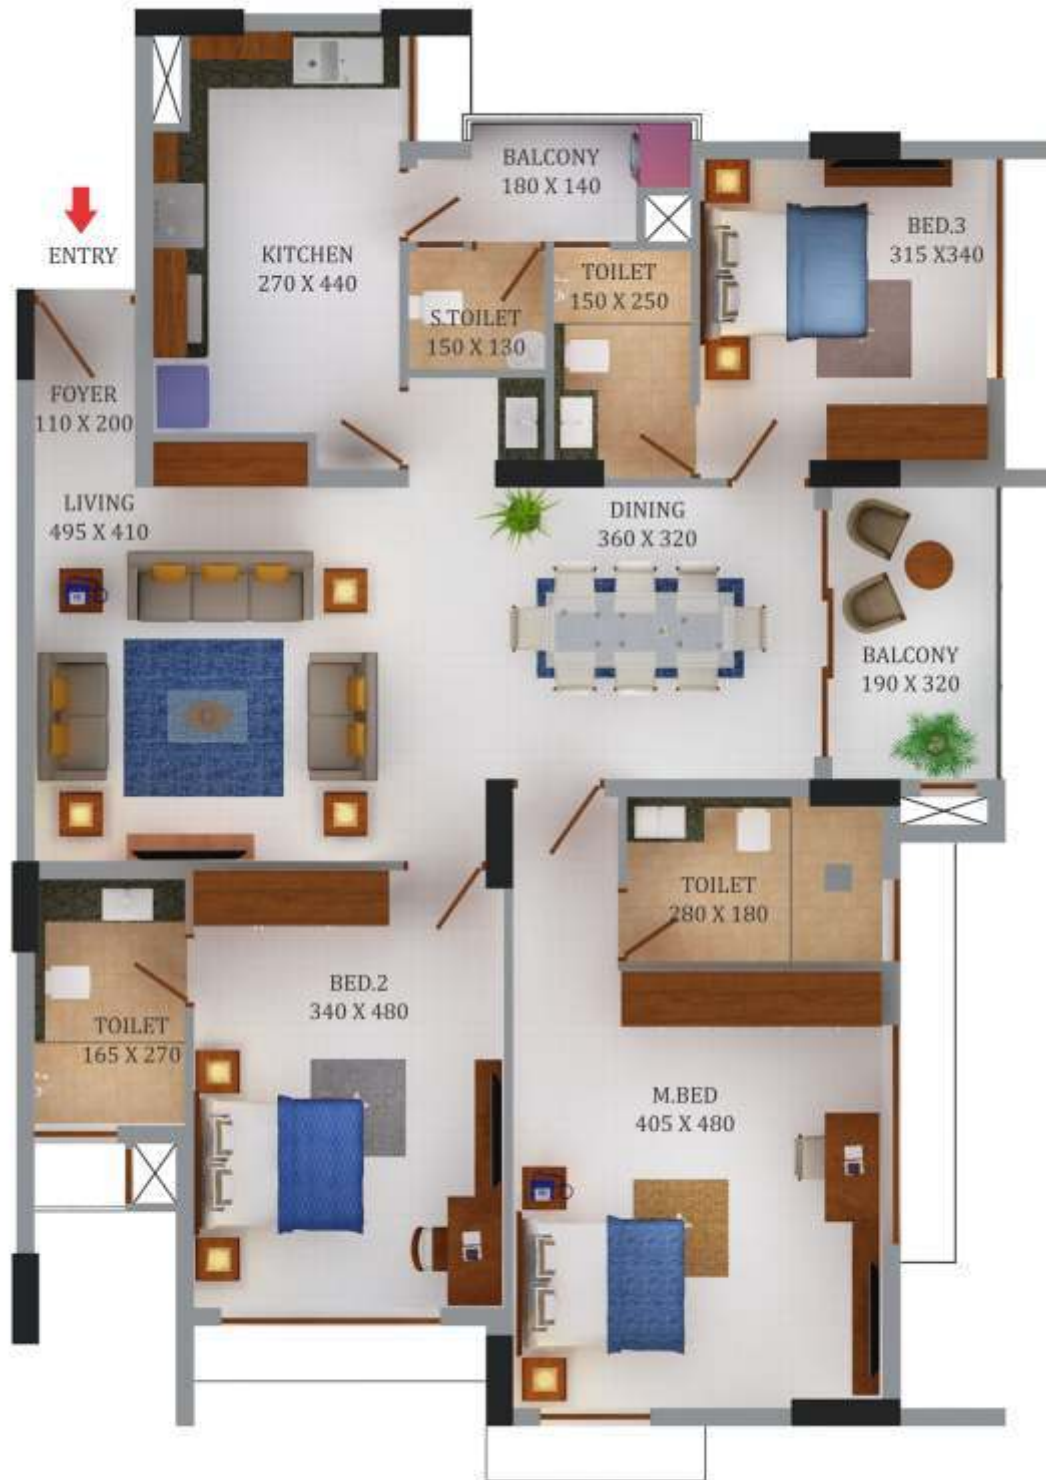 BALCONY
180 X 140
BED.3
315 X340
ENTRY
KITCHEN
270 X 440
TOILET
150 X 250
S.TOILET
150 X 130
FOYER
110 X 200
LIVING
495 X 410
DINING
360 X 320
BALCONY
190 X 320
TOILET
280 X 180
BED.2
340 X 480
TOILET
165 X 270
M.BED
405 X 480